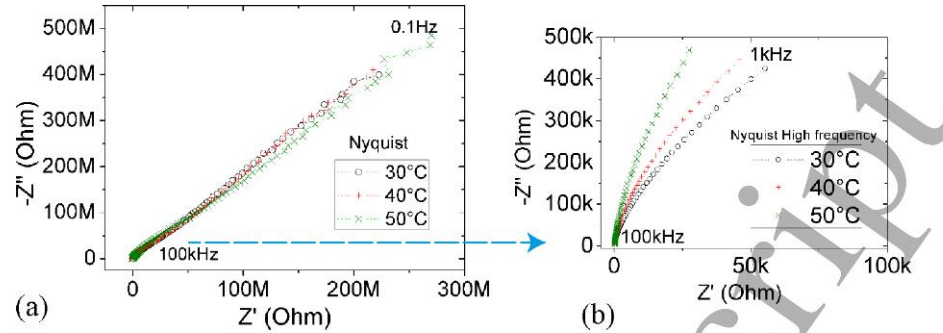 500M
400M
300M
200M
100M
0
-Z'' (Ohm)
0.1Hz
Nyquist
30°C
40°C
50°C
100kHz
0
100M
200M
300M
Z' (Ohm)
(a)
500k
400k
300k
200k
100k
0
-Z'' (Ohm)
1kHz
Nyquist High frequency
30°C
40°C
50°C
100kHz
0
50k
100k
Z' (Ohm)
(b)
ript